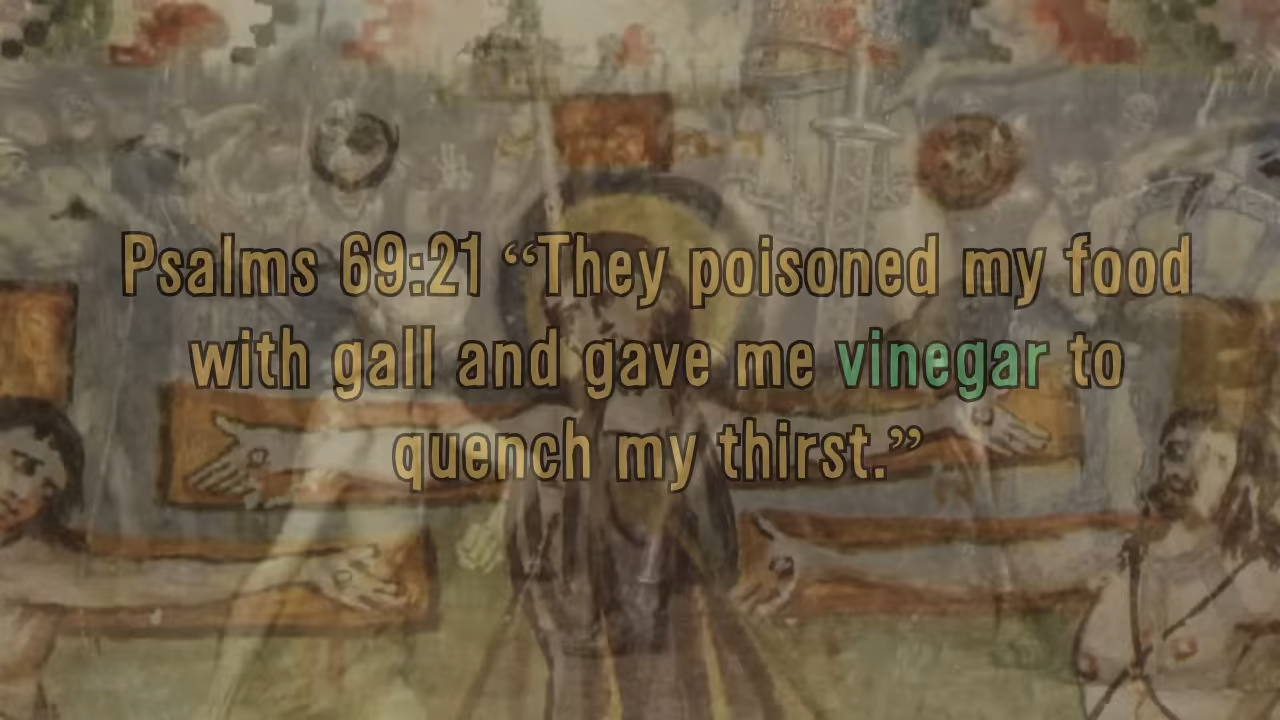 Psalms 69:21 “They poisoned my food
with gall and gave me vinegar to
quench my thirst.”